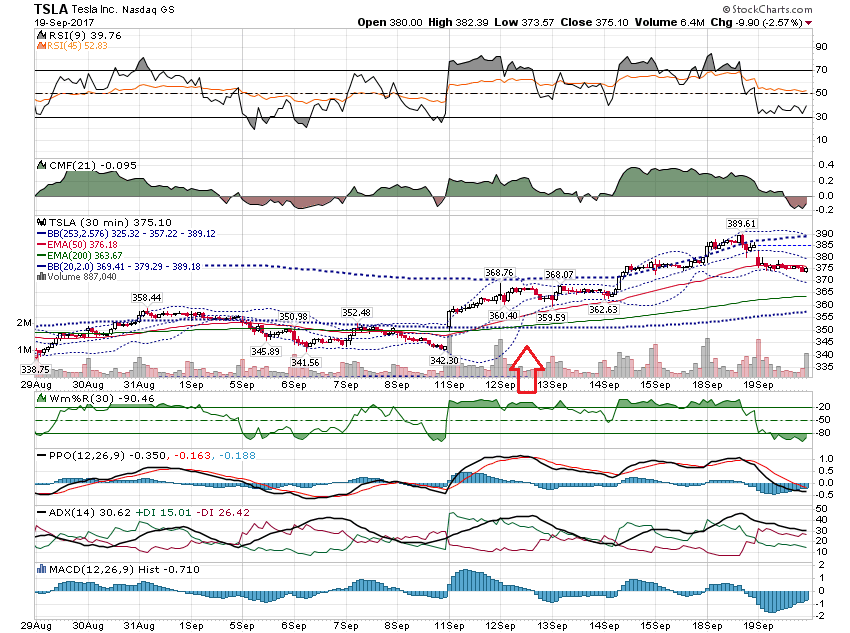 TSLA Tesla Inc. Nasdaq GS
© StockCharts.com
19-Sep-2017
Open 380.00 High 382.39 Low 373.57 Close 375.10 Volume 6.4M Chg -9.90 (-2.57%)
RSI(9) 39.76
RSI(45) 52.83
90
70
50
30
10
CMF(21) -0.095
0.4
0.2
0.0
-0.2
TSLA (30 min) 375.10
BB(253,2.576) 325.32 - 357.22 - 389.12
EMA(50) 376.18
EMA(200) 363.67
BB(20,2.0) 369.41 - 379.29 - 389.18
Volume 887,040
389.61
368.76
368.07
358.44
350.98
352.48
360.40
359.59
362.63
345.89
341.56
342.30
338.75
2M
1M
390
385
380
375
370
365
360
355
350
345
340
335
29Aug 30Aug 31Aug 1Sep 5Sep 6Sep 7Sep 8Sep 11Sep 12Sep 13Sep 14Sep 15Sep 18Sep 19Sep
Wm%R(30) -90.46
-20
-50
-80
PPO(12,26,9) -0.350, -0.163, -0.188
1.0
0.5
0.0
-0.5
ADX(14) 30.62 +DI 15.01 -DI 26.42
50
40
30
20
10
MACD(12,26,9) Hist -0.710
2
1
0
-1
-2
29Aug 30Aug 31Aug 1Sep 5Sep 6Sep 7Sep 8Sep 11Sep 12Sep 13Sep 14Sep 15Sep 18Sep 19Sep